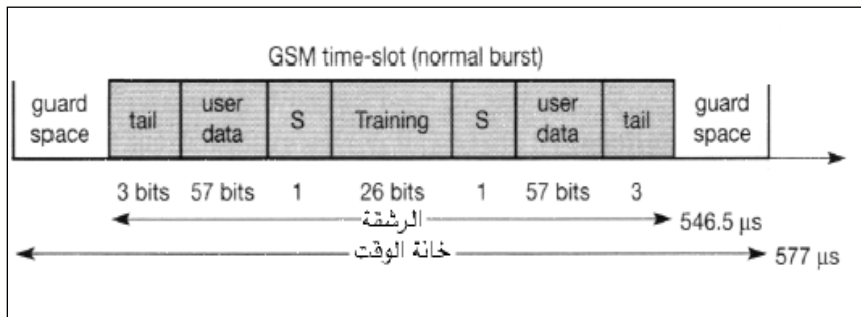 GSM time-slot (normal burst)
guard space tail user data S Training S user data tail guard space
3 bits 57 bits 1 26 bits 1 57 bits 3
الرشقة 546.5 µs
خانة الوقت 577 µs